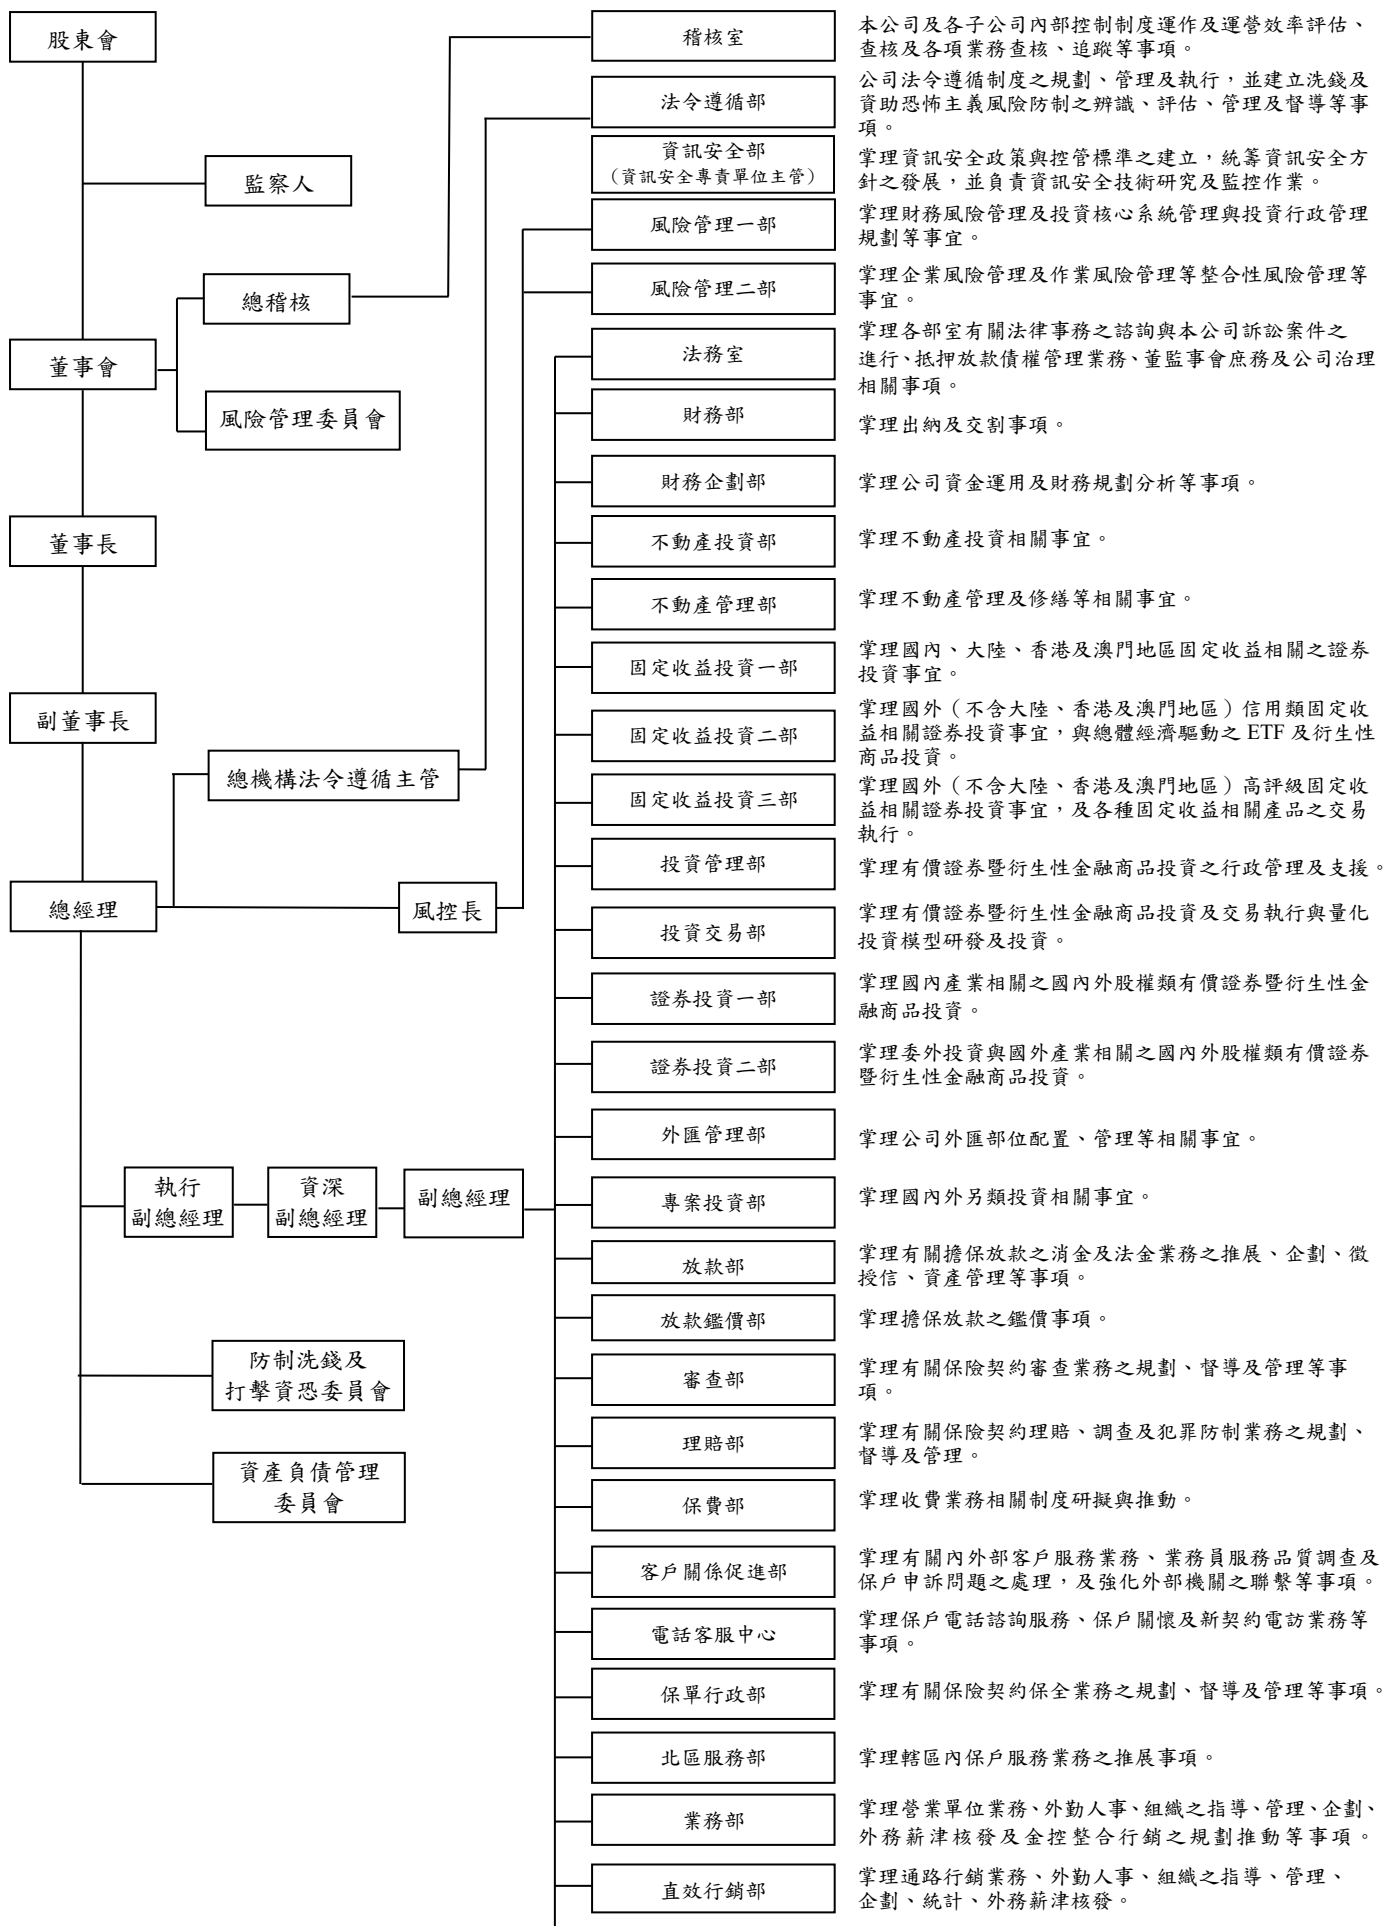 股東會
監察人
總稽核
董事會
風險管理委員會
董事長
副董事長
總機構法令遵循主管
總經理
風控長
執行
副總經理
資深
副總經理
副總經理
防制洗錢及
打擊資恐委員會
資產負債管理
委員會
稽核室
本公司及各子公司內部控制制度運作及運營效率評估、
查核及各項業務查核、追蹤等事項。
法令遵循部
公司法令遵循制度之規劃、管理及執行，並建立洗錢及
資助恐怖主義風險防制之辨識、評估、管理及督導等事
項。
資訊安全部
（資訊安全專責單位主管）
掌理資訊安全政策與控管標準之建立，統籌資訊安全方
針之發展，並負責資訊安全技術研究及監控作業。
風險管理一部
掌理財務風險管理及投資核心系統管理與投資行政管理
規劃等事宜。
風險管理二部
掌理企業風險管理及作業風險管理等整合性風險管理等
事宜。
法務室
掌理各部室有關法律事務之諮詢與本公司訴訟案件之
進行、抵押放款債權管理業務、董監事會庶務及公司治理
相關事項。
財務部
掌理出納及交割事項。
財務企劃部
掌理公司資金運用及財務規劃分析等事項。
不動產投資部
掌理不動產投資相關事宜。
不動產管理部
掌理不動產管理及修繕等相關事宜。
固定收益投資一部
掌理國內、大陸、香港及澳門地區固定收益相關之證券
投資事宜。
固定收益投資二部
掌理國外（不含大陸、香港及澳門地區）信用類固定收
益相關證券投資事宜，與總體經濟驅動之 ETF 及衍生性
商品投資。
固定收益投資三部
掌理國外（不含大陸、香港及澳門地區）高評級固定收
益相關證券投資事宜，及各種固定收益相關產品之交易
執行。
投資管理部
掌理有價證券暨衍生性金融商品投資之行政管理及支援。
投資交易部
掌理有價證券暨衍生性金融商品投資及交易執行與量化
投資模型研發及投資。
證券投資一部
掌理國內產業相關之國內外股權類有價證券暨衍生性金
融商品投資。
證券投資二部
掌理委外投資與國外產業相關之國內外股權類有價證券
暨衍生性金融商品投資。
外匯管理部
掌理公司外匯部位配置、管理等相關事宜。
專案投資部
掌理國內外另類投資相關事宜。
放款部
掌理有關擔保放款之消金及法金業務之推展、企劃、徵
授信、資產管理等事項。
放款鑑價部
掌理擔保放款之鑑價事項。
審查部
掌理有關保險契約審查業務之規劃、督導及管理等事
項。
理賠部
掌理有關保險契約理賠、調查及犯罪防制業務之規劃、
督導及管理。
保費部
掌理收費業務相關制度研擬與推動。
客戶關係促進部
掌理有關內外部客戶服務業務、業務員服務品質調查及
保戶申訴問題之處理，及強化外部機關之聯繫等事項。
電話客服中心
掌理保戶電話諮詢服務、保戶關懷及新契約電訪業務等
事項。
保單行政部
掌理有關保險契約保全業務之規劃、督導及管理等事項。
北區服務部
掌理轄區內保戶服務業務之推展事項。
業務部
掌理營業單位業務、外勤人事、組織之指導、管理、企劃、
外務薪津核發及金控整合行銷之規劃推動等事項。
直效行銷部
掌理通路行銷業務、外勤人事、組織之指導、管理、
企劃、統計、外務薪津核發。